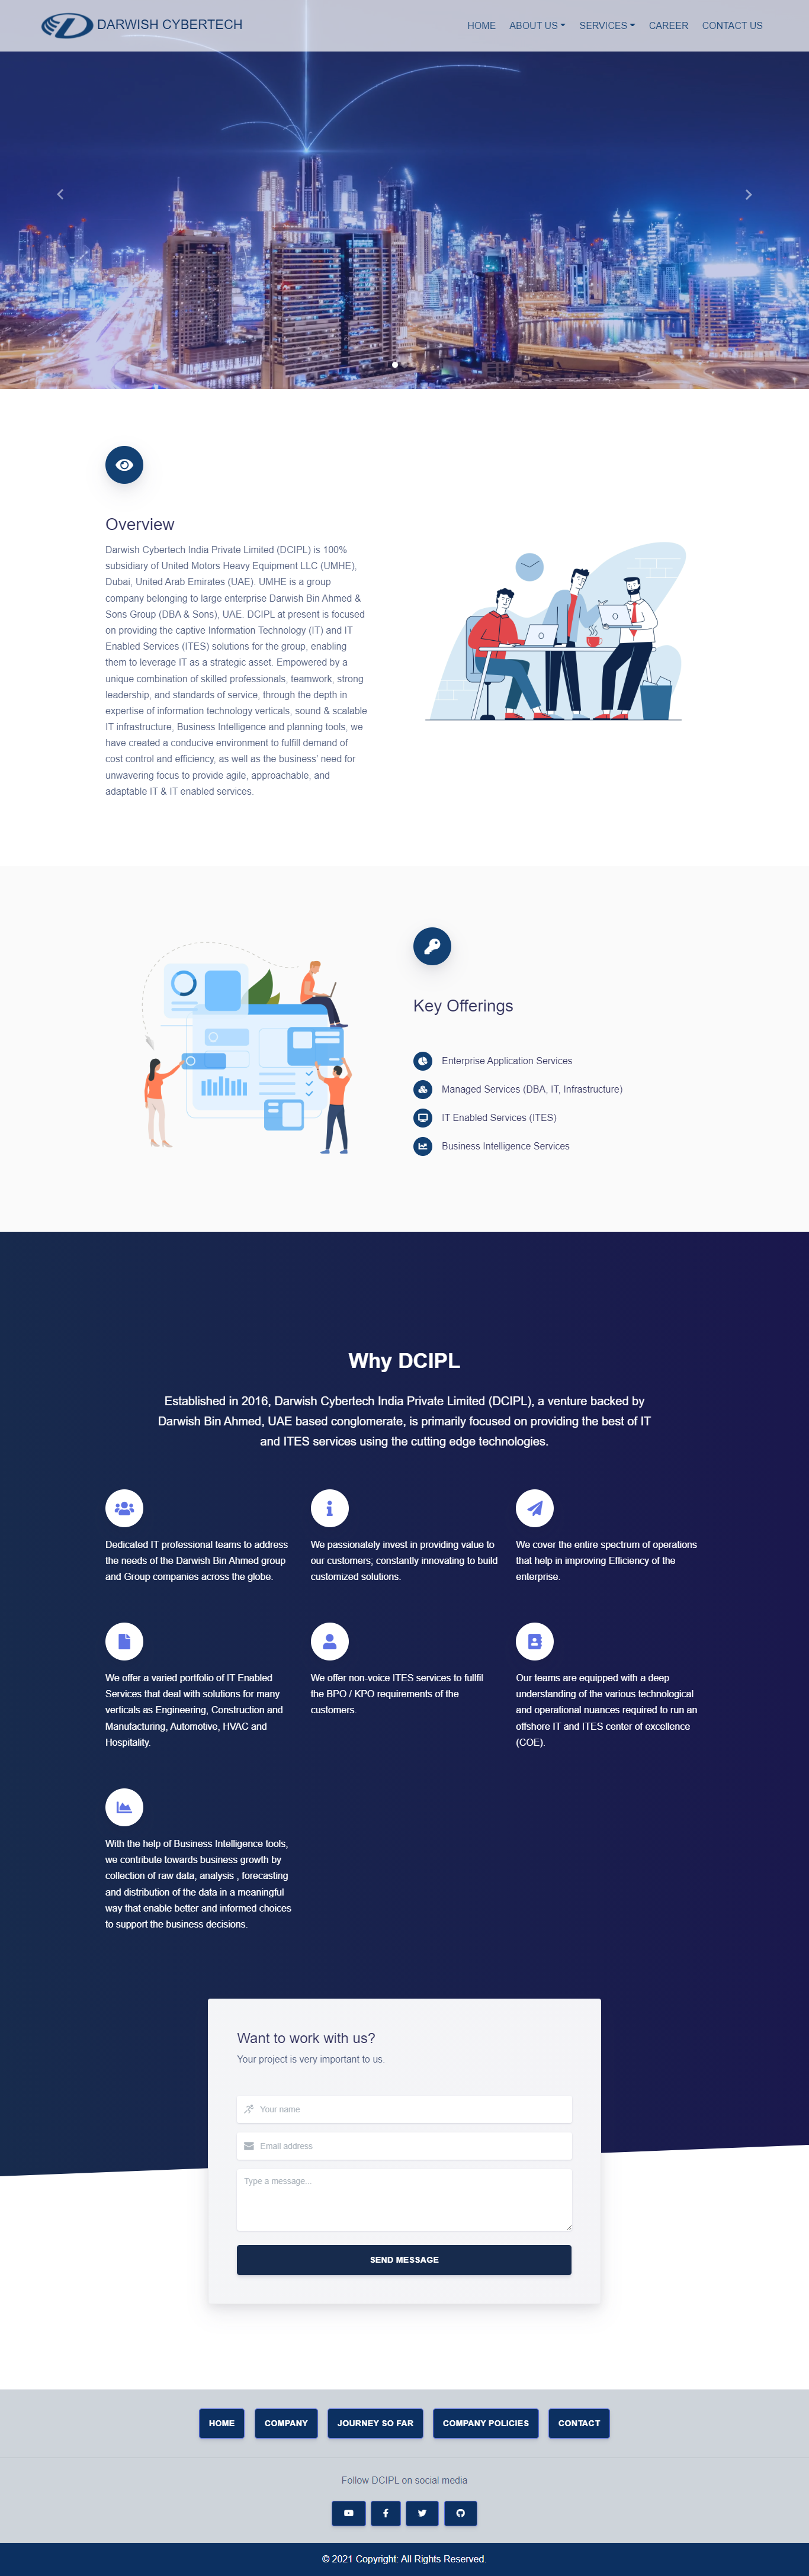 DARWISH CYBERTECH
HOME
ABOUT US
SERVICES
CAREER
CONTACT US
Overview
Darwish Cybertech India Private Limited (DCIPL) is 100%
subsidiary of United Motors Heavy Equipment LLC (UMHE),
Dubai, United Arab Emirates (UAE). UMHE is a group
company belonging to large enterprise Darwish Bin Ahmed &
Sons Group (DBA & Sons), UAE. DCIPL at present is focused
on providing the captive Information Technology (IT) and IT
Enabled Services (ITES) solutions for the group, enabling
them to leverage IT as a strategic asset. Empowered by a
unique combination of skilled professionals, teamwork, strong
leadership, and standards of service, through the depth in
expertise of information technology verticals, sound & scalable
IT infrastructure, Business Intelligence and planning tools, we
have created a conducive environment to fulfill demand of
cost control and efficiency, as well as the business' need for
unwavering focus to provide agile, approachable, and
adaptable IT & IT enabled services.
Key Offerings
Enterprise Application Services
Managed Services (DBA, IT, Infrastructure)
IT Enabled Services (ITES)
Business Intelligence Services
Why DCIPL
Established in 2016, Darwish Cybertech India Private Limited (DCIPL), a venture backed by
Darwish Bin Ahmed, UAE based conglomerate, is primarily focused on providing the best of IT
and ITES services using the cutting edge technologies.
Dedicated IT professional teams to address
the needs of the Darwish Bin Ahmed group
and Group companies across the globe.
We passionately invest in providing value to
our customers; constantly innovating to build
customized solutions.
We cover the entire spectrum of operations
that help in improving Efficiency of the
enterprise.
We offer a varied portfolio of IT Enabled
Services that deal with solutions for many
verticals as Engineering, Construction and
Manufacturing, Automotive, HVAC and
Hospitality.
We offer non-voice ITES services to fullfil
the BPO / KPO requirements of the
customers.
Our teams are equipped with a deep
understanding of the various technological
and operational nuances required to run an
offshore IT and ITES center of excellence
(COE).
With the help of Business Intelligence tools,
we contribute towards business growth by
collection of raw data, analysis , forecasting
and distribution of the data in a meaningful
way that enable better and informed choices
to support the business decisions.
Want to work with us?
Your project is very important to us.
Your name
Email address
Type a message...
SEND MESSAGE
HOME
COMPANY
JOURNEY SO FAR
COMPANY POLICIES
CONTACT
Follow DCIPL on social media
© 2021 Copyright: All Rights Reserved.